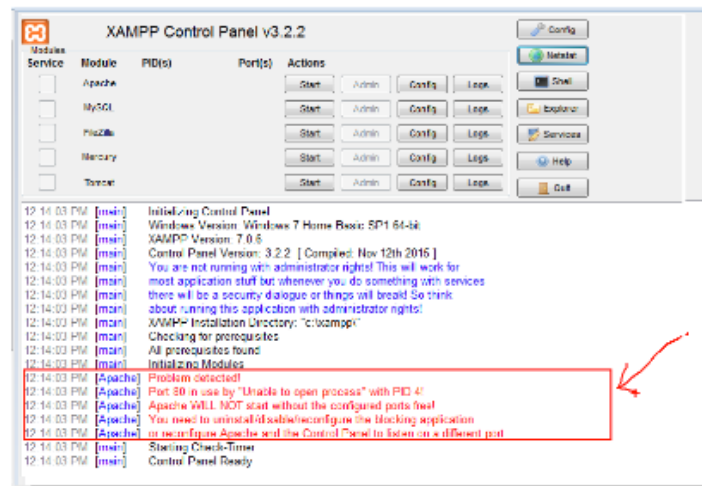 XAMPP Control Panel v3.2.2
Config
Modules
Service Module PID(s) Port(s) Actions
Netstat
Apache Start Admin Config Logs
Shell
MySQL Start Admin Config Logs
Explorer
FileZilla Start Admin Config Logs
Services
Mercury Start Admin Config Logs
Help
Tomcat Start Admin Config Logs
Quit
12:14:03 PM [main] Initializing Control Panel
12:14:03 PM [main] Windows Version: Windows 7 Home Basic SP1 64-bit
12:14:03 PM [main] XAMPP Version: 7.0.6
12:14:03 PM [main] Control Panel Version: 3.2.2 [ Compiled: Nov 12th 2015 ]
12:14:03 PM [main] You are not running with administrator rights! This will work for
12:14:03 PM [main] most application stuff but whenever you do something with services
12:14:03 PM [main] there will be a security dialogue or things will break! So think
12:14:03 PM [main] about running this application with administrator rights!
12:14:03 PM [main] XAMPP Installation Directory: "c:\xampp\"
12:14:03 PM [main] Checking for prerequisites
12:14:03 PM [main] All prerequisites found
12:14:03 PM [main] Initializing Modules
12:14:03 PM [Apache] Problem detected!
12:14:03 PM [Apache] Port 80 in use by "Unable to open process" with PID 4!
12:14:03 PM [Apache] Apache WILL NOT start without the configured ports free!
12:14:03 PM [Apache] You need to uninstall/disable/reconfigure the blocking application
12:14:03 PM [Apache] or reconfigure Apache and the Control Panel to listen on a different port
12:14:03 PM [main] Starting Check-Timer
12:14:03 PM [main] Control Panel Ready